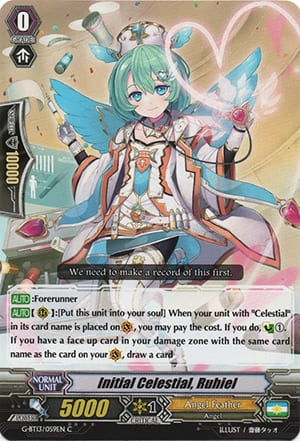 0
GRADE
10000
SHIELD
We need to make a record of this first.
AUTO :Forerunner
AUTO [ ]:[Put this unit into your soul] When your unit with "Celestial"
in its card name is placed on , you may pay the cost. If you do, 1.
If you have a face up card in your damage zone with the same card
name as the card on your , draw a card
NORMAL
UNIT
Initial Celestial, Ruhiel
POWER
5000
1
CRITICAL
Angel Feather
Angel
G-BT13/059EN C
ILLUST / 齋藤タケオ